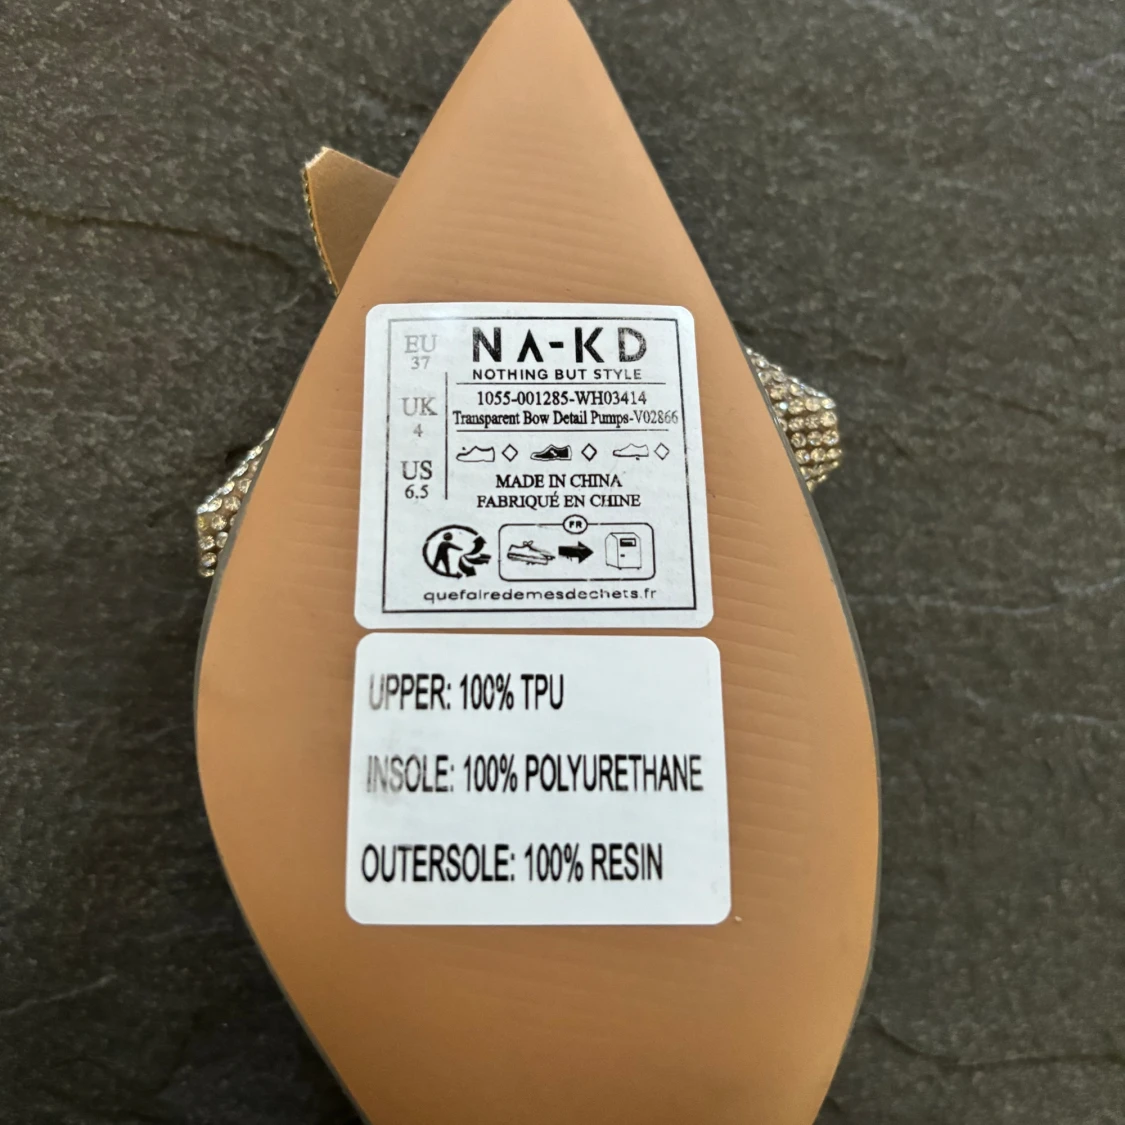 EU
37
UK
4
US
6.5
NA-KD
NOTHING BUT STYLE
1055-001285-WH03414
Transparent Bow Detail Pumps-V02866
MADE IN CHINA
FABRIQUÉ EN CHINE
FR
quefairedemesdechets.fr
UPPER: 100% TPU
INSOLE: 100% POLYURETHANE
OUTERSOLE: 100% RESIN